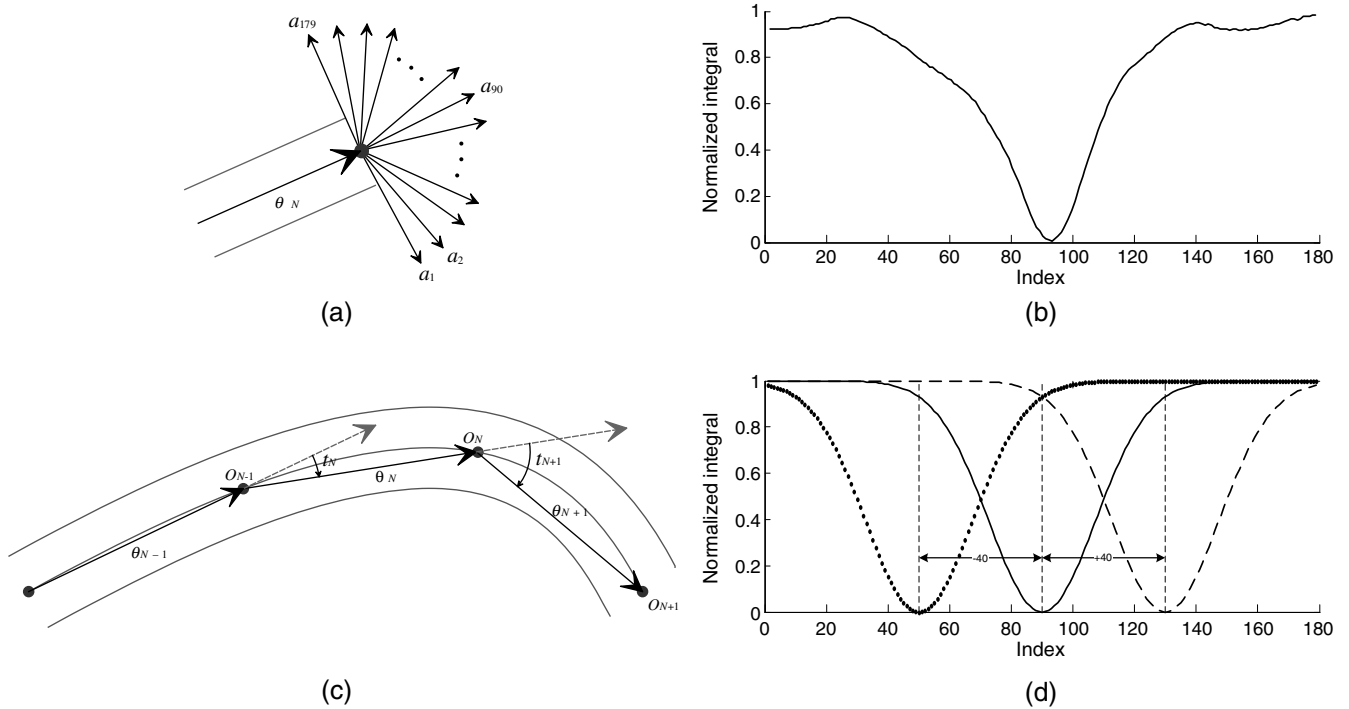 a179
a90
θ N
a2
a1
(a)
Normalized integral
1
0.8
0.6
0.4
0.2
0
0 20 40 60 80 100 120 140 160 180
Index
(b)
ON-1
tN
θ N
ON
tN+1
θN - 1
θN + 1
ON+1
(c)
Normalized integral
1
0.8
0.6
0.4
0.2
0
-40
+40
0 20 40 60 80 100 120 140 160 180
Index
(d)